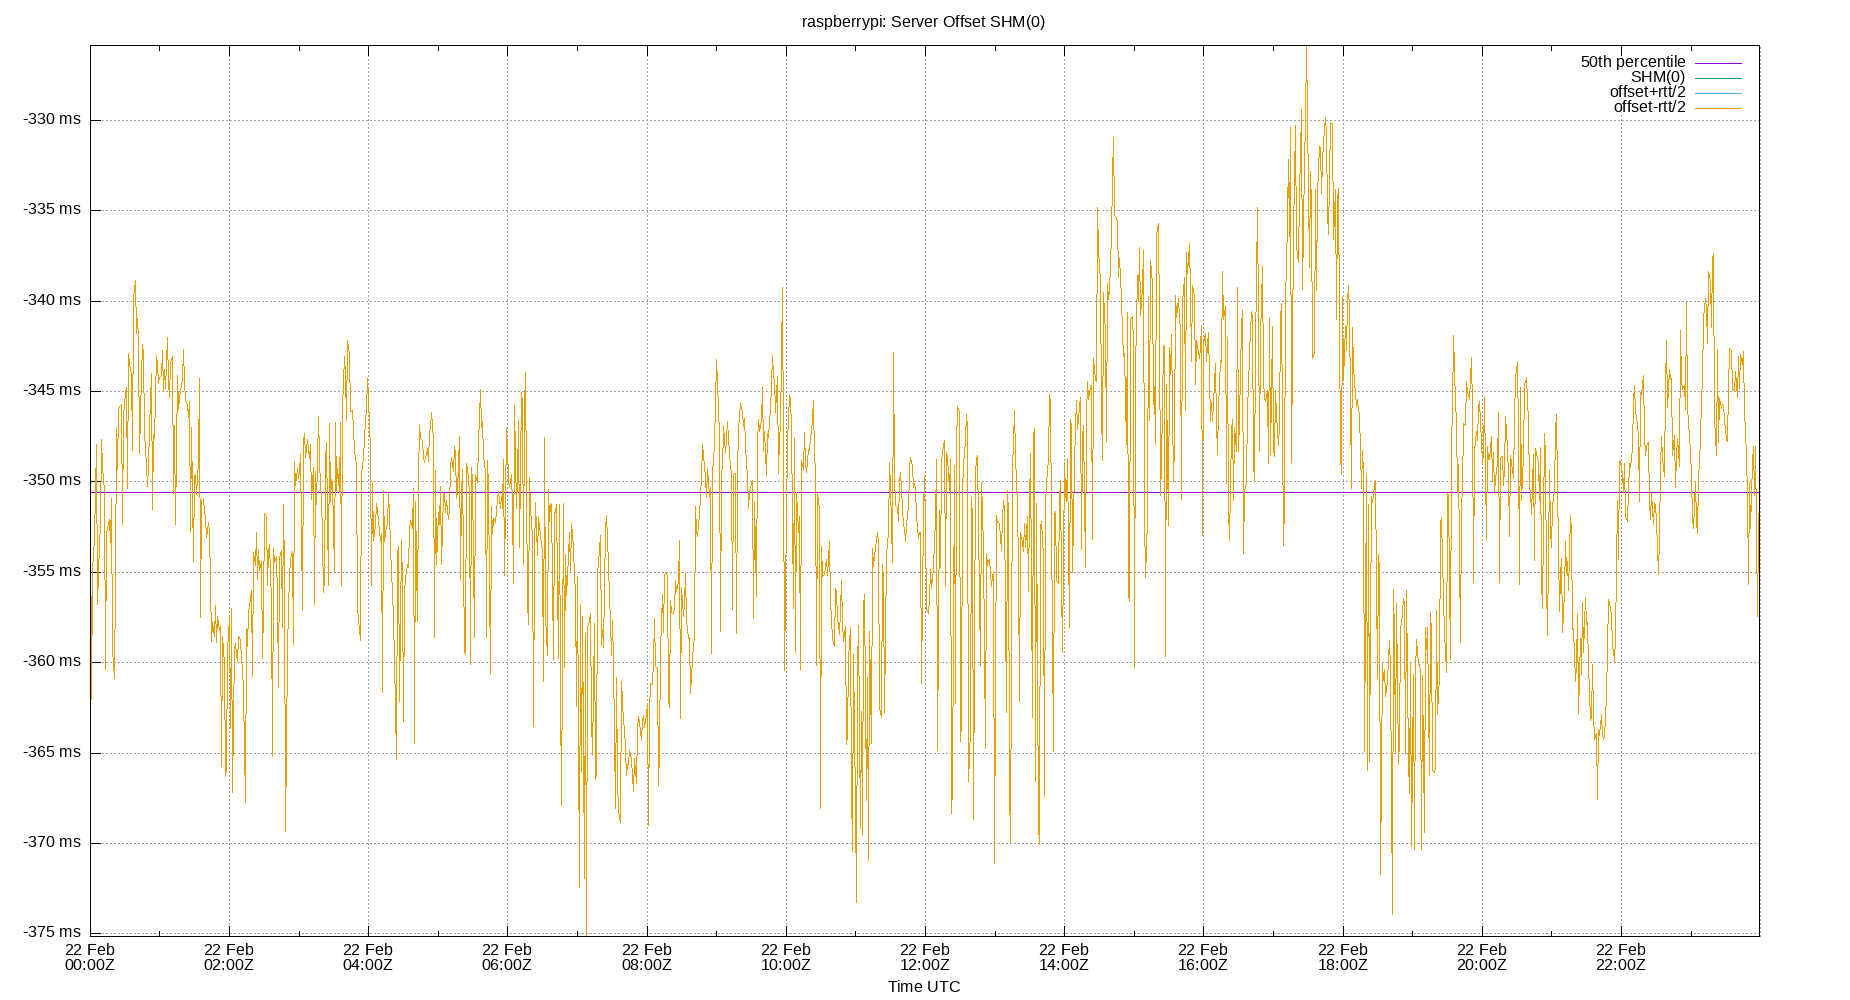 raspberrypi: Server Offset SHM(0)
50th percentile
SHM(0)
offset+rtt/2
offset-rtt/2
-330 ms
-335 ms
-340 ms
-345 ms
-350 ms
-355 ms
-360 ms
-365 ms
-370 ms
-375 ms
22 Feb 22 Feb 22 Feb 22 Feb 22 Feb 22 Feb 22 Feb 22 Feb 22 Feb 22 Feb 22 Feb 22 Feb
00:00Z 02:00Z 04:00Z 06:00Z 08:00Z 10:00Z 12:00Z 14:00Z 16:00Z 18:00Z 20:00Z 22:00Z
Time UTC